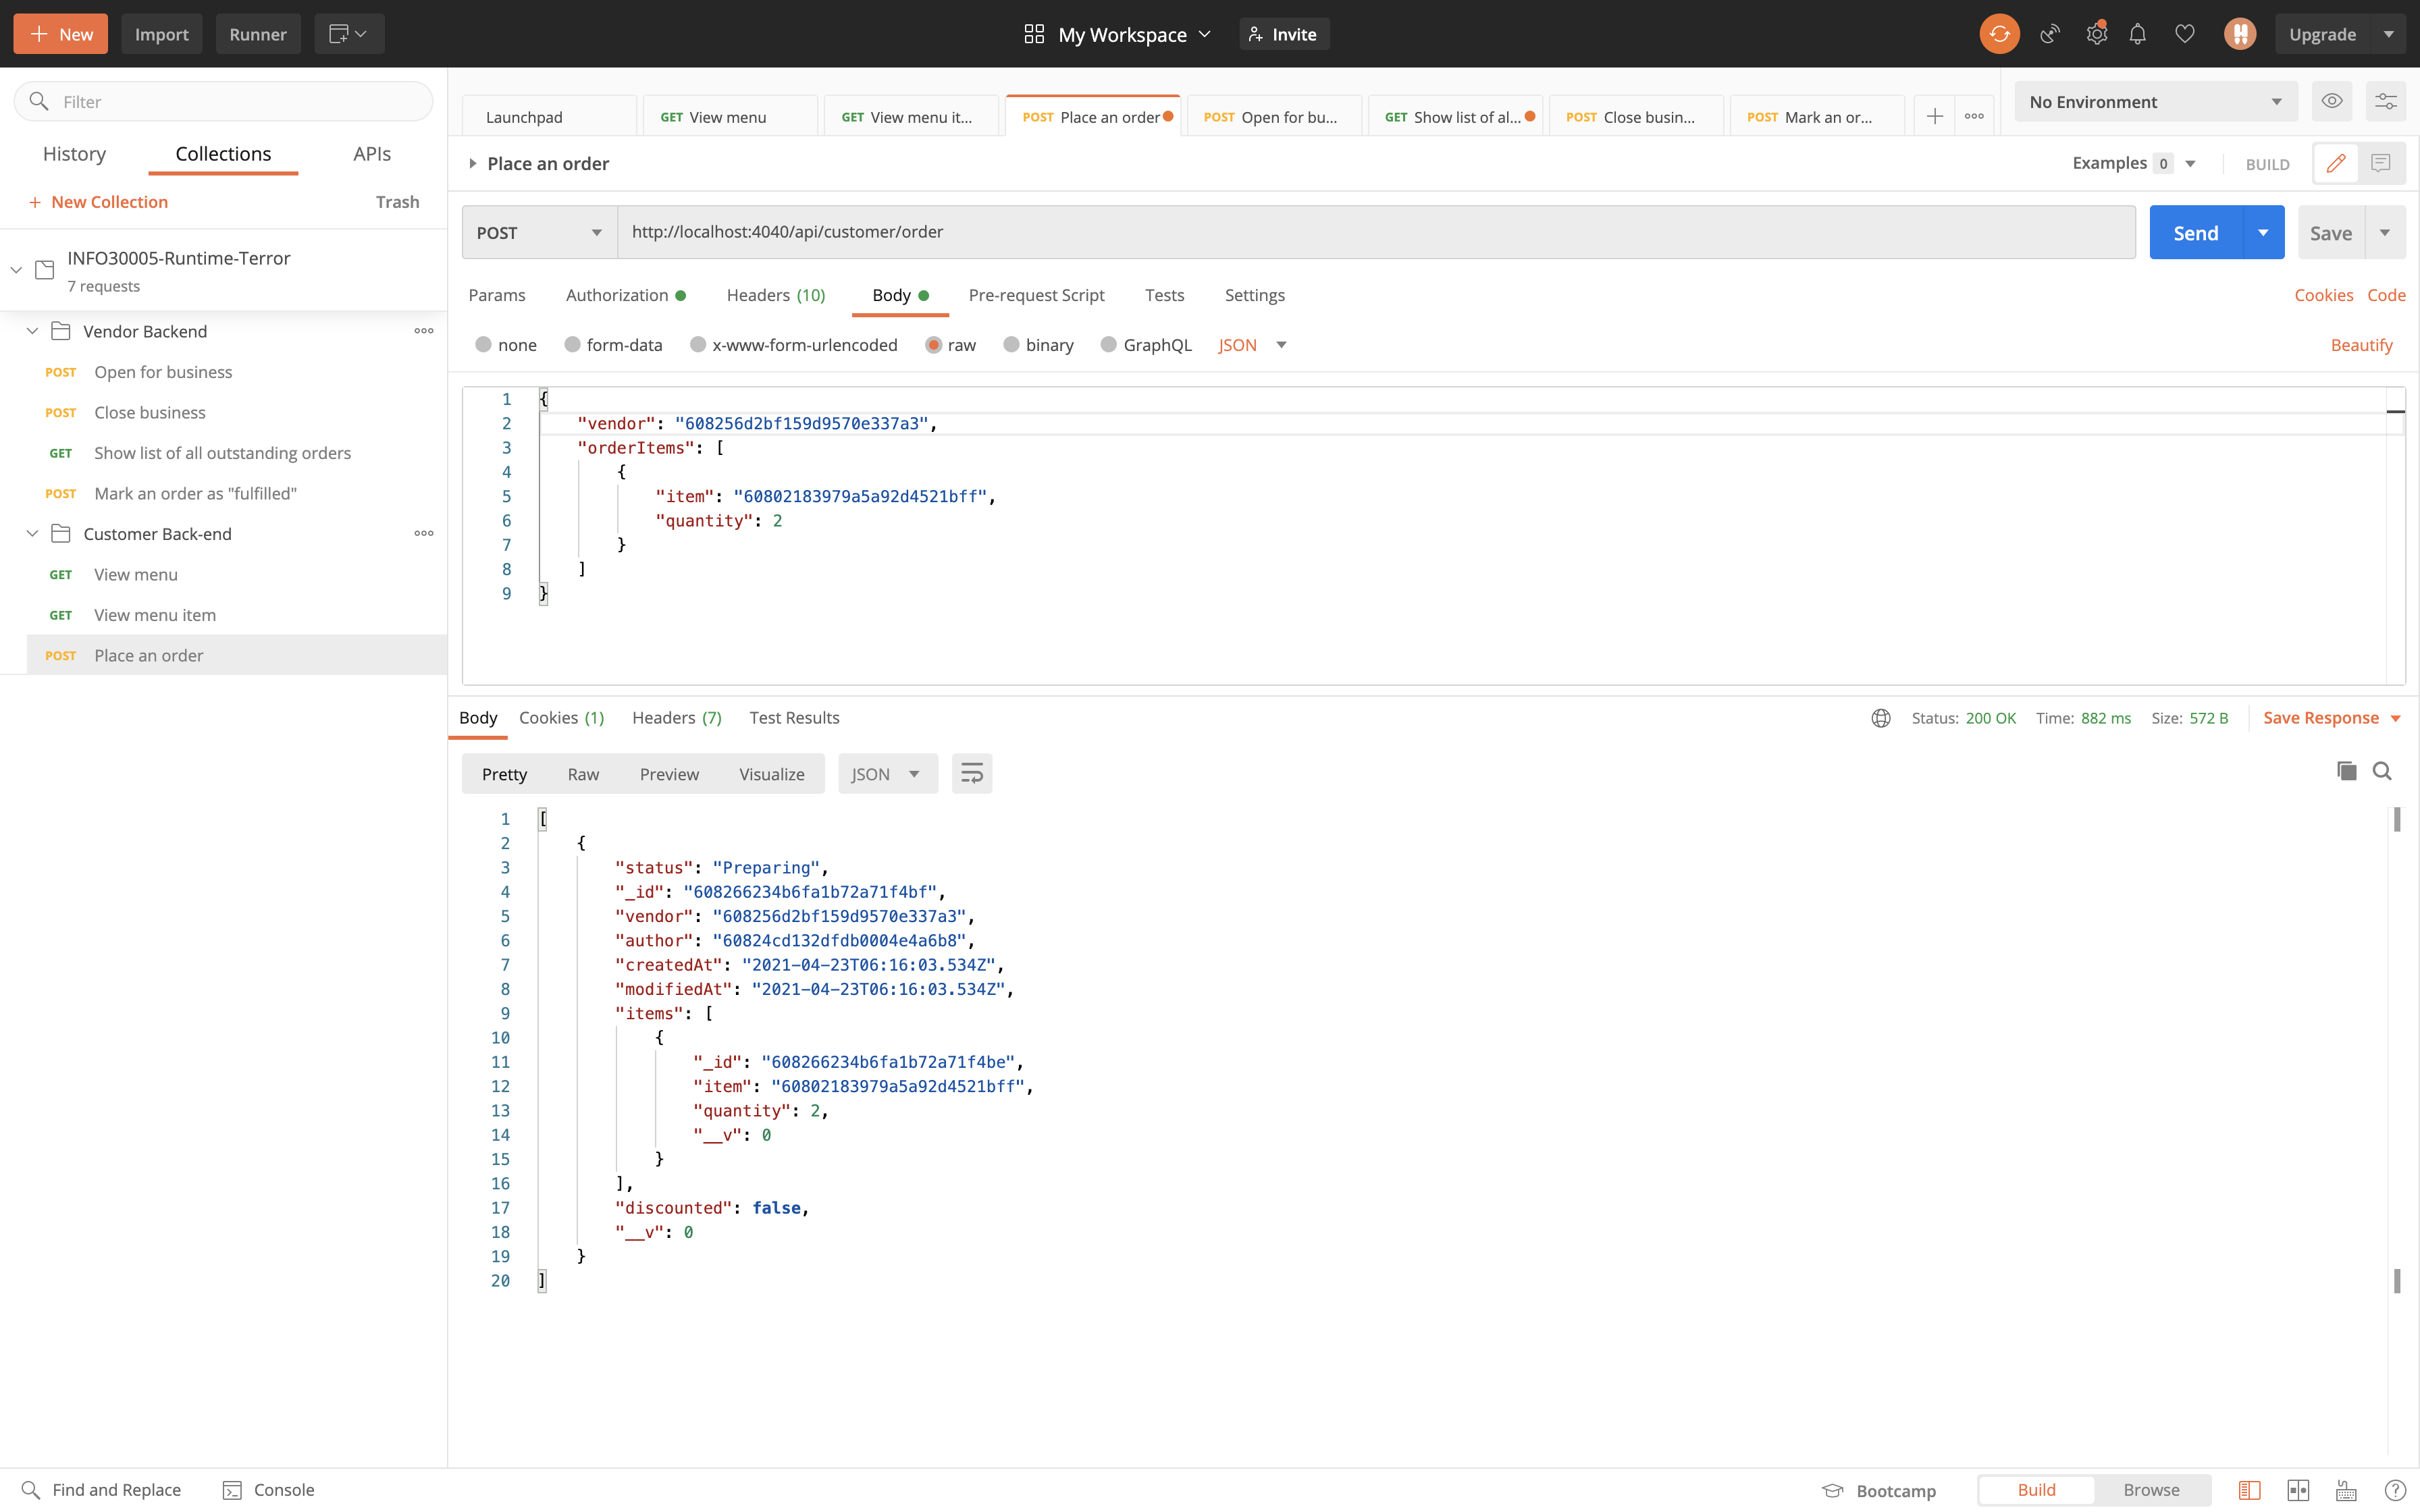 New
Import
Runner
My Workspace
Invite
Upgrade
Filter
History
Collections
APIs
New Collection
Trash
INFO30005-Runtime-Terror
7 requests
Vendor Backend
POST Open for business
POST Close business
GET Show list of all outstanding orders
POST Mark an order as "fulfilled"
Customer Back-end
GET View menu
GET View menu item
POST Place an order
Launchpad
GET View menu
GET View menu it...
POST Place an order
POST Open for bu...
GET Show list of al...
POST Close busin...
POST Mark an or...
No Environment
Place an order
Examples 0
BUILD
POST
http://localhost:4040/api/customer/order
Send
Save
Params
Authorization
Headers (10)
Body
Pre-request Script
Tests
Settings
Cookies
Code
none
form-data
x-www-form-urlencoded
raw
binary
GraphQL
JSON
Beautify
1 {
2 "vendor": "608256d2bf159d9570e337a3",
3 "orderItems": [
4 {
5 "item": "60802183979a5a92d4521bff",
6 "quantity": 2
7 }
8 ]
9 }
Body
Cookies (1)
Headers (7)
Test Results
Status: 200 OK
Time: 882 ms
Size: 572 B
Save Response
Pretty
Raw
Preview
Visualize
JSON
1 [
2 {
3 "status": "Preparing",
4 "_id": "608266234b6fa1b72a71f4bf",
5 "vendor": "608256d2bf159d9570e337a3",
6 "author": "60824cd132dfdb0004e4a6b8",
7 "createdAt": "2021-04-23T06:16:03.534Z",
8 "modifiedAt": "2021-04-23T06:16:03.534Z",
9 "items": [
10 {
11 "_id": "608266234b6fa1b72a71f4be",
12 "item": "60802183979a5a92d4521bff",
13 "quantity": 2,
14 "__v": 0
15 }
16 ],
17 "discounted": false,
18 "__v": 0
19 }
20 ]
Find and Replace
Console
Bootcamp
Build
Browse